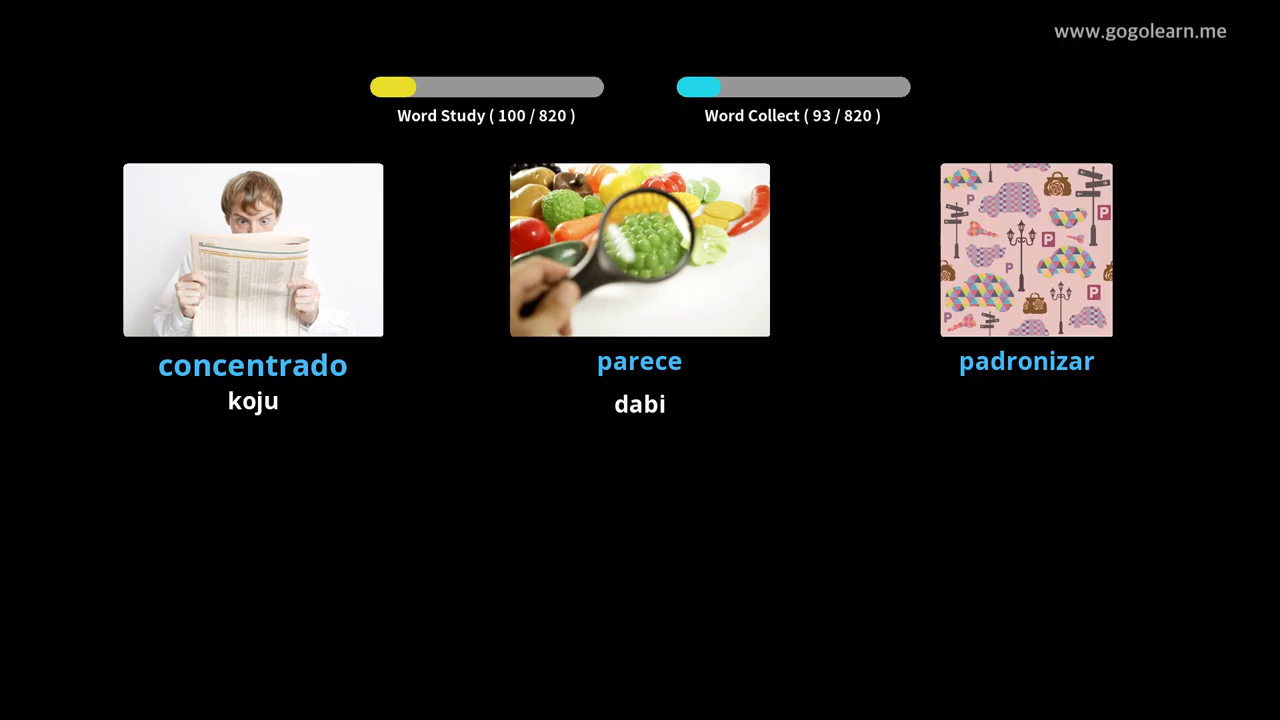 www.gogolearn.me
Word Study ( 100 / 820 )
Word Collect ( 93 / 820 )
concentrado
koju
parece
dabi
padronizar